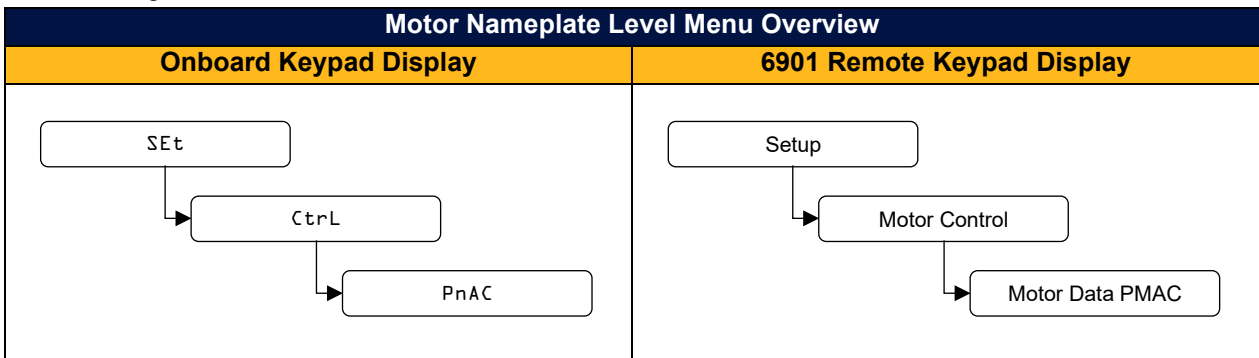 Motor Nameplate Level Menu Overview
Onboard Keypad Display
6901 Remote Keypad Display
SEt
CtrL
PnAC
Setup
Motor Control
Motor Data PMAC